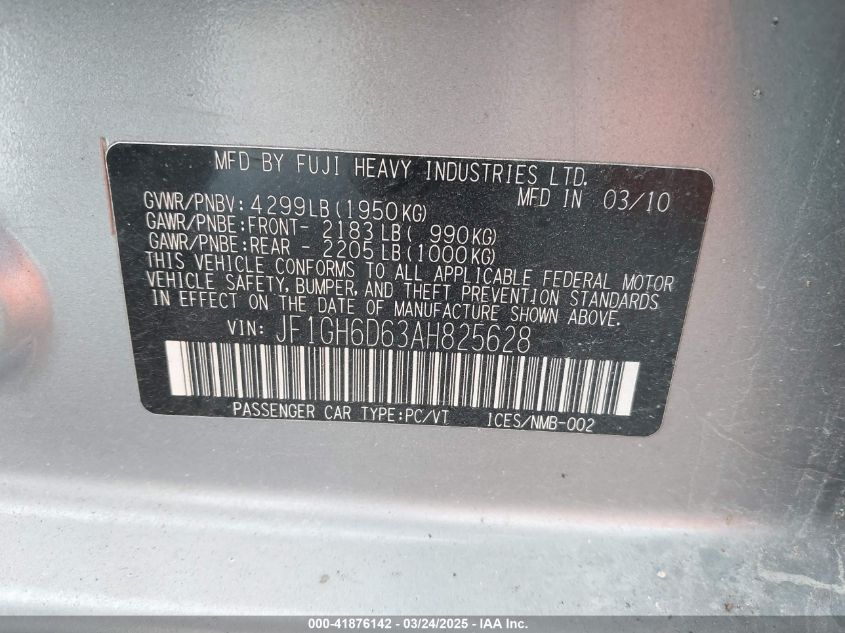 MFD BY FUJI HEAVY INDUSTRIES LTD.
MFD IN 03/10
GVWR/PNBV: 4299LB(1950KG)
GAWR/PNBE:FRONT- 2183LB( 990KG)
GAWR/PNBE:REAR - 2205LB(1000KG)
THIS VEHICLE CONFORMS TO ALL APPLICABLE FEDERAL MOTOR
VEHICLE SAFETY, BUMPER, AND THEFT PREVENTION STANDARDS
IN EFFECT ON THE DATE OF MANUFACTURE SHOWN ABOVE.
VIN: JF1GH6D63AH825628
PASSENGER CAR TYPE:PC/VT ICES/NMB-002
000-41876142 - 03/24/2025 - IAA Inc.